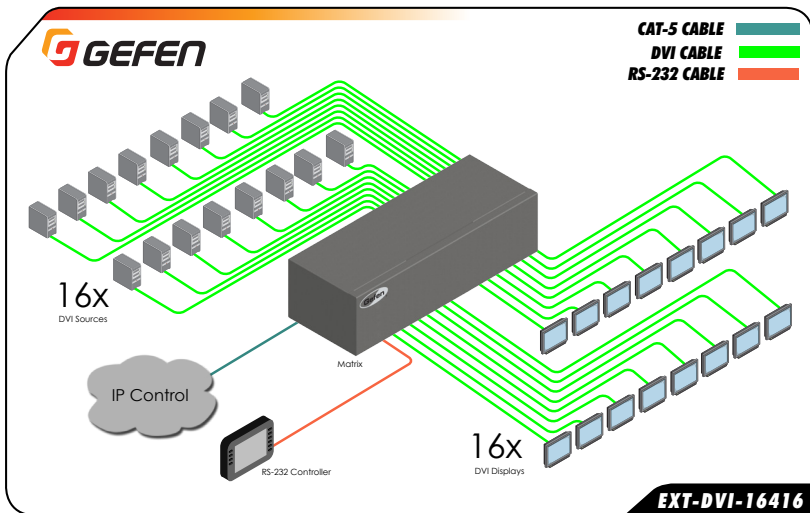 GEFEN
CAT-5 CABLE
DVI CABLE
RS-232 CABLE
16x
DVI Sources
Gefen
Matrix
IP Control
RS-232 Controller
16x
DVI Displays
EXT-DVI-16416